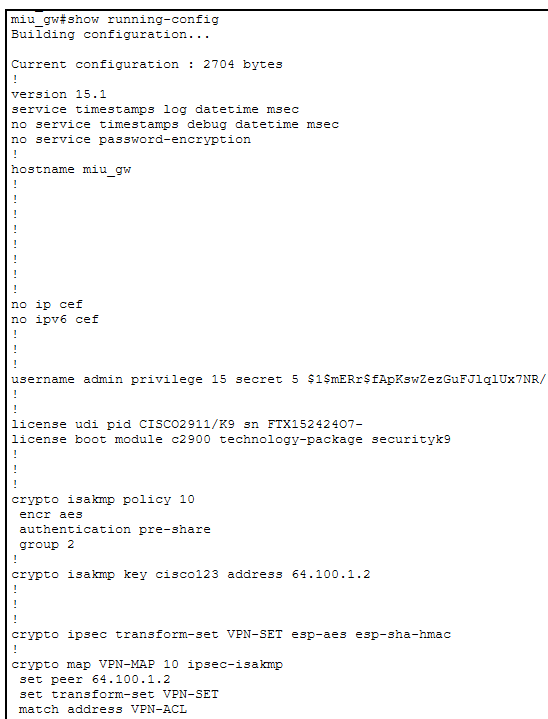 miu_gw#show running-config
Building configuration...
Current configuration : 2704 bytes
!
version 15.1
service timestamps log datetime msec
no service timestamps debug datetime msec
no service password-encryption
!
hostname miu_gw
!
!
!
!
!
!
!
!
no ip cef
no ipv6 cef
!
!
!
username admin privilege 15 secret 5 $1$mERr$fApKswZezGuFJlqlUx7NR/
!
!
license udi pid CISCO2911/K9 sn FTX152424O7-
license boot module c2900 technology-package securityk9
!
!
!
crypto isakmp policy 10
 encr aes
 authentication pre-share
 group 2
!
crypto isakmp key cisco123 address 64.100.1.2
!
!
!
crypto ipsec transform-set VPN-SET esp-aes esp-sha-hmac
!
crypto map VPN-MAP 10 ipsec-isakmp
 set peer 64.100.1.2
 set transform-set VPN-SET
 match address VPN-ACL